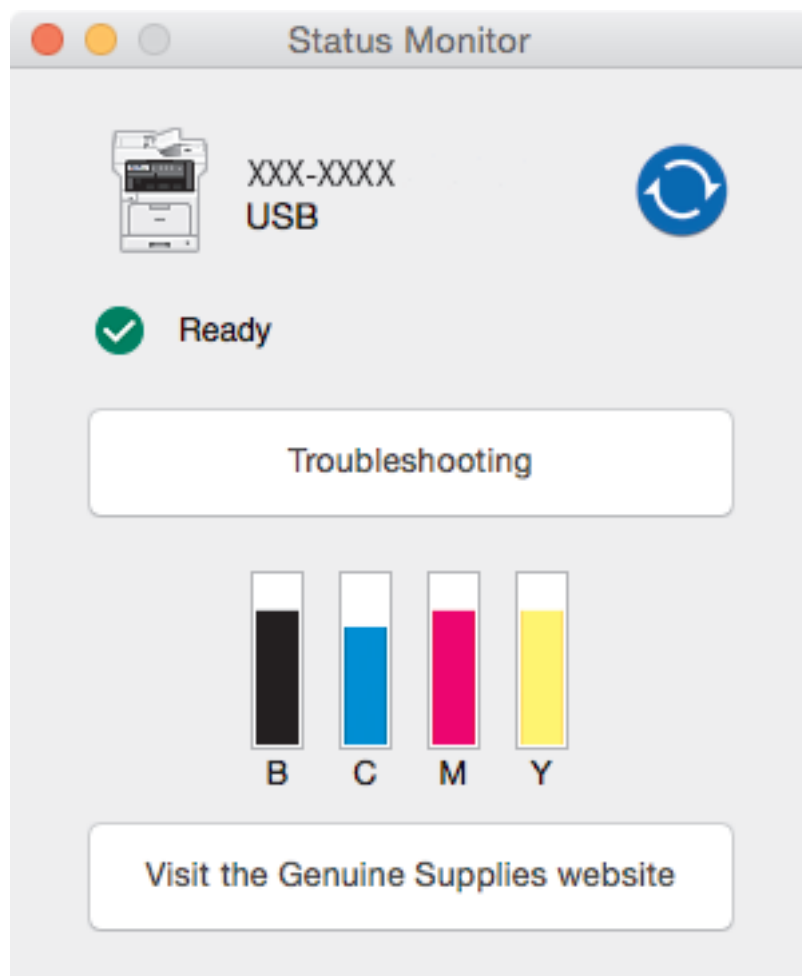 Status Monitor
XXX-XXXX
USB
Ready
Troubleshooting
B C M Y
Visit the Genuine Supplies website